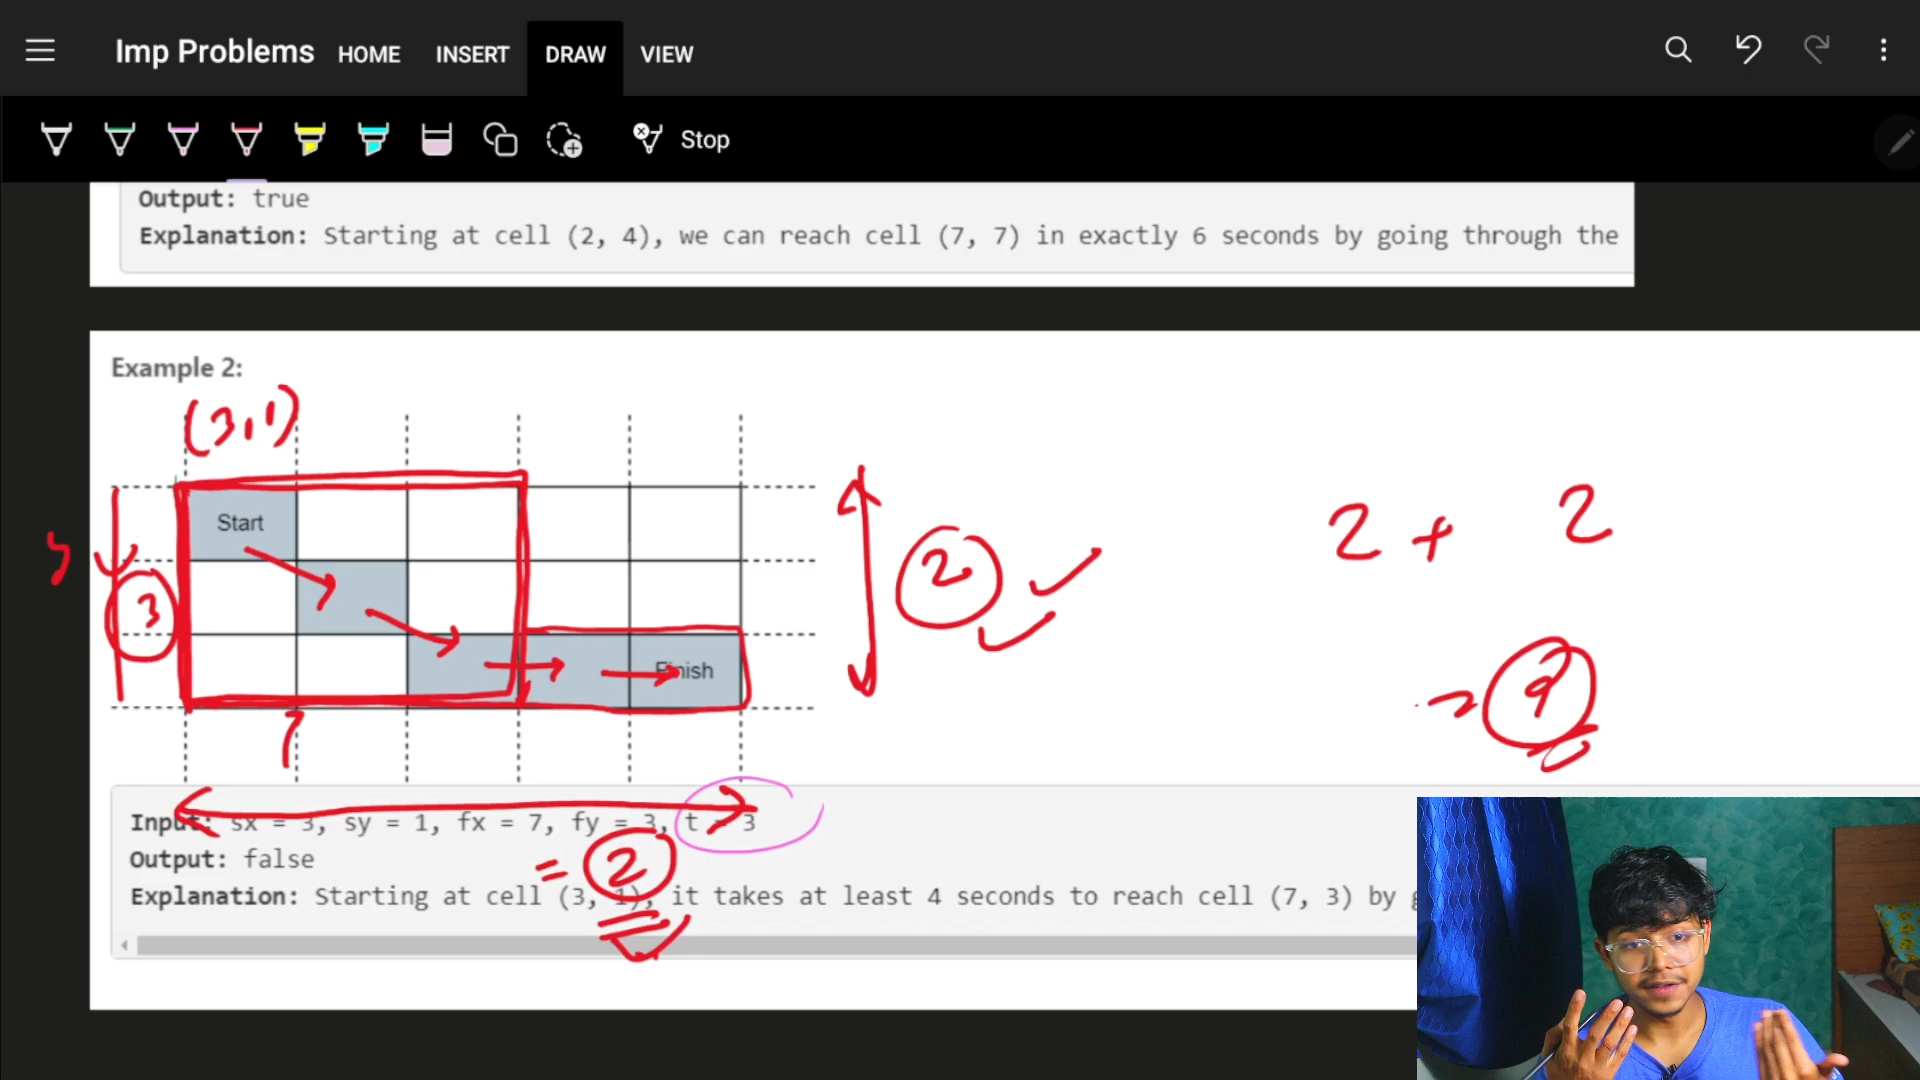 Imp Problems HOME INSERT DRAW VIEW
Stop
Output: true
Explanation: Starting at cell (2, 4), we can reach cell (7, 7) in exactly 6 seconds by going through the
Example 2:
(3,1)
Start
3
2
2 + 2
Finish
Input: sx = 3, sy = 1, fx = 7, fy = 3, t = 3
Output: false
= 2
Explanation: Starting at cell (3, 1), it takes at least 4 seconds to reach cell (7, 3) by